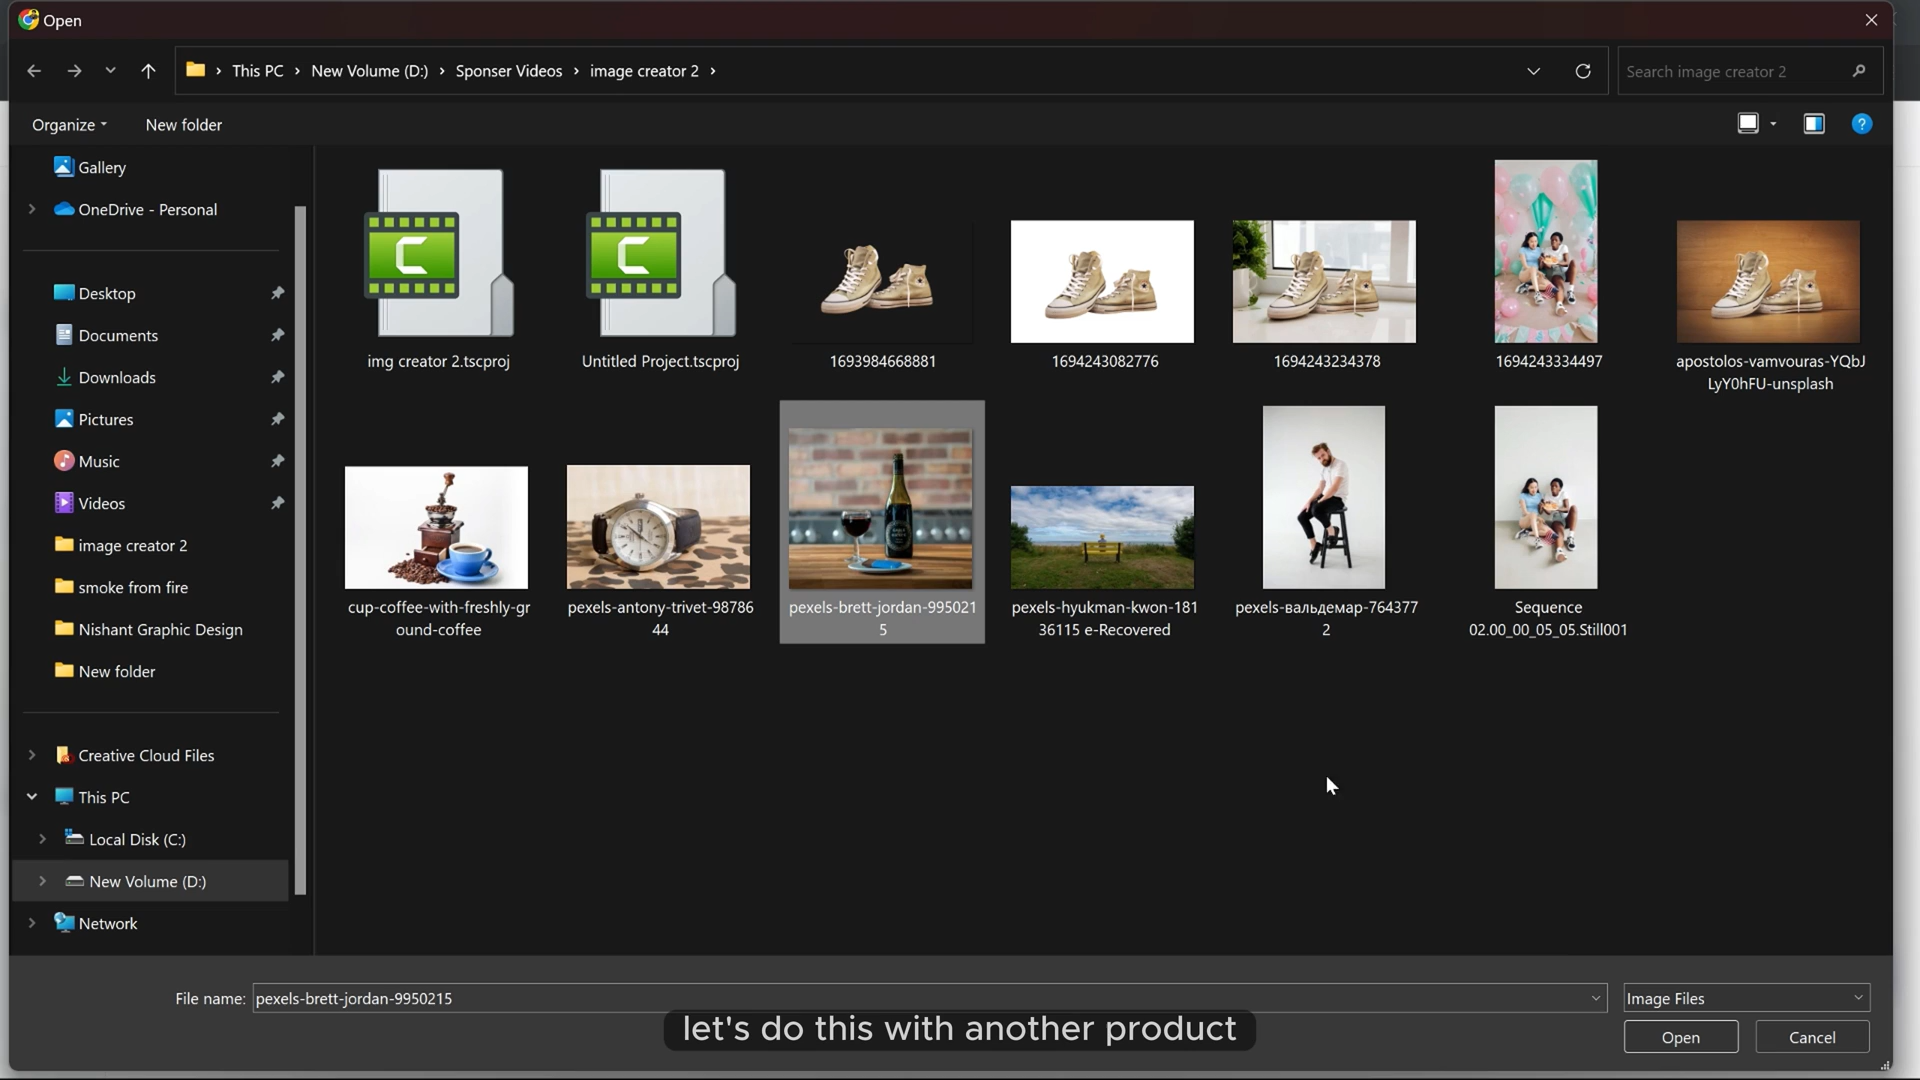 Open
This PC
New Volume (D:)
Sponser Videos
image creator 2
Search image creator 2
Organize
New folder
Gallery
OneDrive - Personal
Desktop
Documents
Downloads
Pictures
Music
Videos
image creator 2
smoke from fire
Nishant Graphic Design
New folder
Creative Cloud Files
This PC
Local Disk (C:)
New Volume (D:)
Network
img creator 2.tscproj
Untitled Project.tscproj
1693984668881
1694243082776
1694243234378
1694243334497
apostolos-vamvouras-YQbJ
LyY0hFU-unsplash
cup-coffee-with-freshly-gr
ound-coffee
pexels-antony-trivet-98786
44
pexels-brett-jordan-995021
5
pexels-hyukman-kwon-181
36115 e-Recovered
pexels-вальдемар-764377
2
Sequence
02.00_00_05_05.Still001
File name:
pexels-brett-jordan-9950215
Image Files
let's do this with another product
Open
Cancel